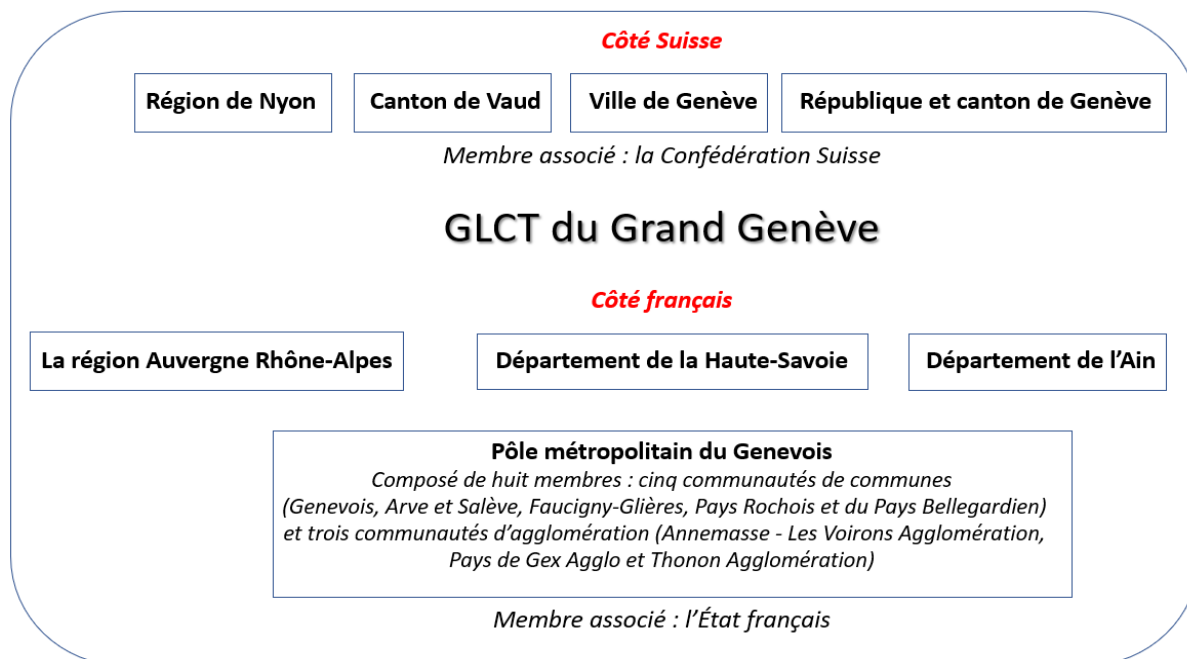 Côté Suisse
Région de Nyon
Canton de Vaud
Ville de Genève
République et canton de Genève
Membre associé : la Confédération Suisse
GLCT du Grand Genève
Côté français
La région Auvergne Rhône-Alpes
Département de la Haute-Savoie
Département de l’Ain
Pôle métropolitain du Genevois
Composé de huit membres : cinq communautés de communes
(Genevois, Arve et Salève, Faucigny-Glières, Pays Rochois et du Pays Bellegardien)
et trois communautés d’agglomération (Annemasse - Les Voirons Agglomération,
Pays de Gex Agglo et Thonon Agglomération)
Membre associé : l’État français